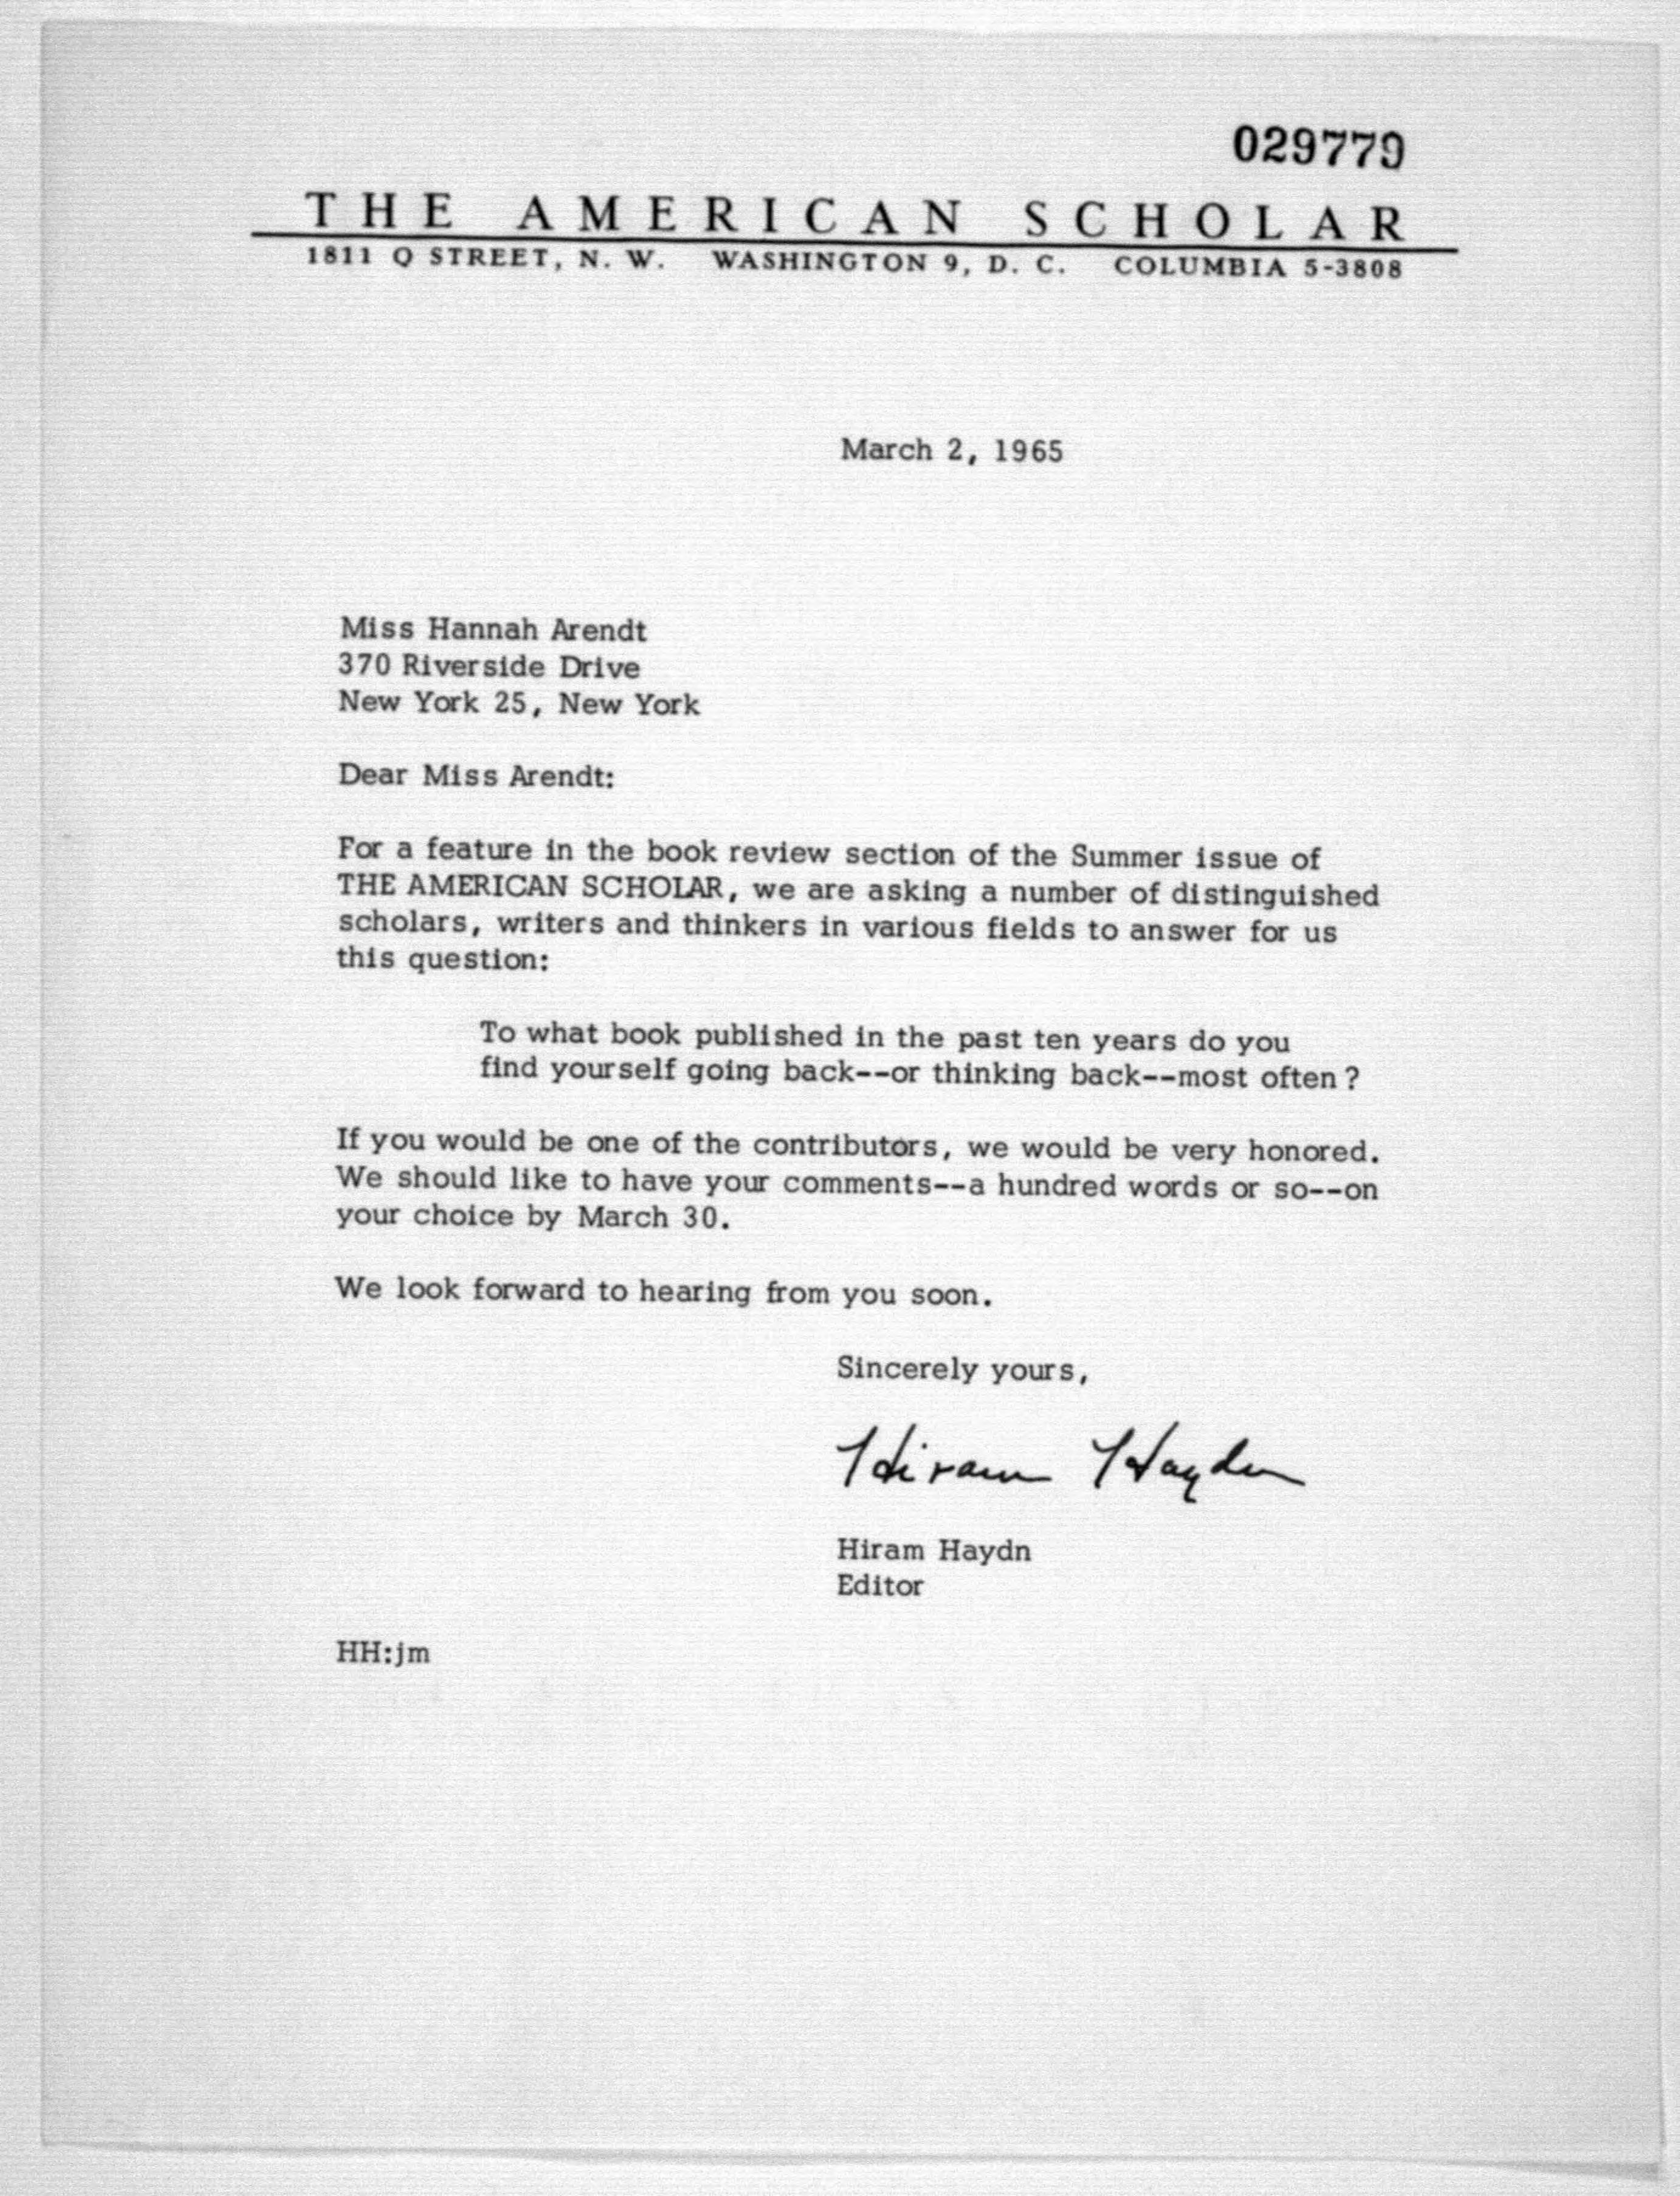 029779
THE AMERICAN SCHOLAR
1811 Q STREET, N. W. WASHINGTON 9, D. C. COLUMBIA 5-3808
March 2, 1965
Miss Hannah Arendt
370 Riverside Drive
New York 25, New York
Dear Miss Arendt:
For a feature in the book review section of the Summer issue of
THE AMERICAN SCHOLAR, we are asking a number of distinguished
scholars, writers and thinkers in various fields to answer for us
this question:
To what book published in the past ten years do you
find yourself going back--or thinking back--most often?
If you would be one of the contributors, we would be very honored.
We should like to have your comments--a hundred words or so--on
your choice by March 30.
We look forward to hearing from you soon.
Sincerely yours,
Hiram Haydn
Hiram Haydn
Editor
HH:jm